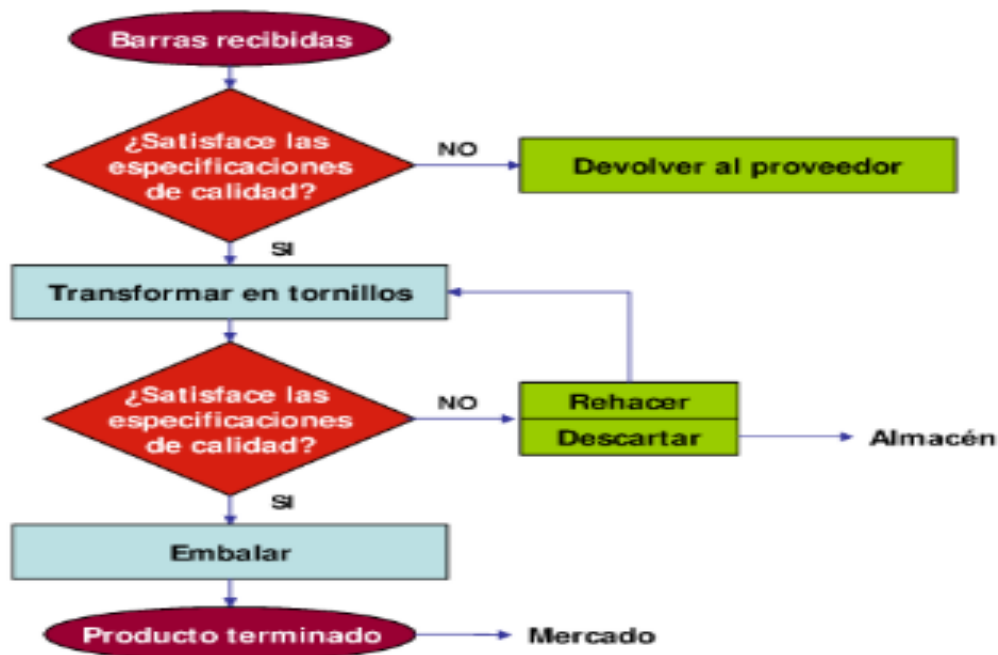 Barras recibidas
¿Satisface las
especificaciones
de calidad?
NO
Devolver al proveedor
SI
Transformar en tornillos
¿Satisface las
especificaciones
de calidad?
NO
Rehacer
Descartar
Almacén
SI
Embalar
Producto terminado
Mercado